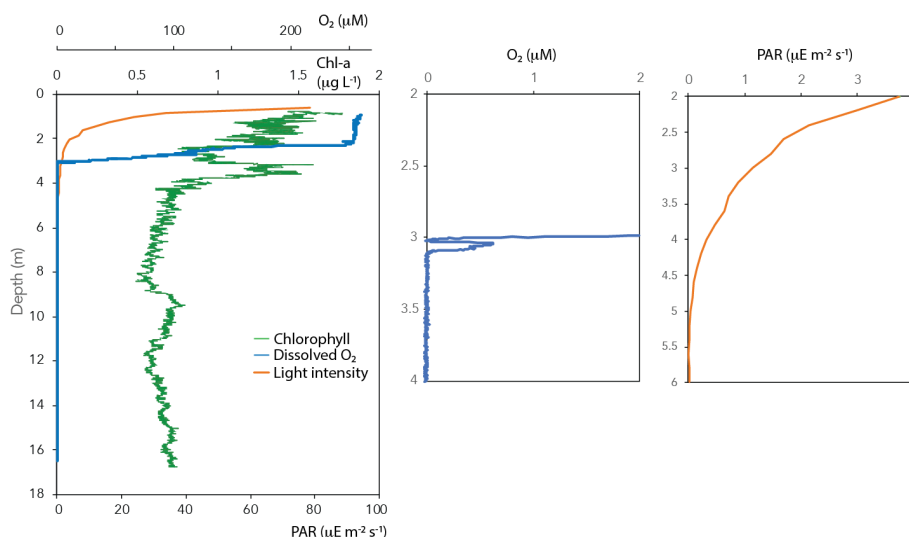 O₂ (μM)
0 100 200
0 0.5 1 1.5 2
Chl-a
(μg L⁻¹)
0
2
4
6
8
10
12
14
16
18
Depth (m)
Chlorophyll
Dissolved O₂
Light intensity
0 20 40 60 80 100
PAR (μE m⁻² s⁻¹)
O₂ (μM)
0 1 2
2
2.5
3
3.5
4
PAR (μE m⁻² s⁻¹)
0 1 2 3
2
2.5
3
3.5
4
4.5
5
5.5
6